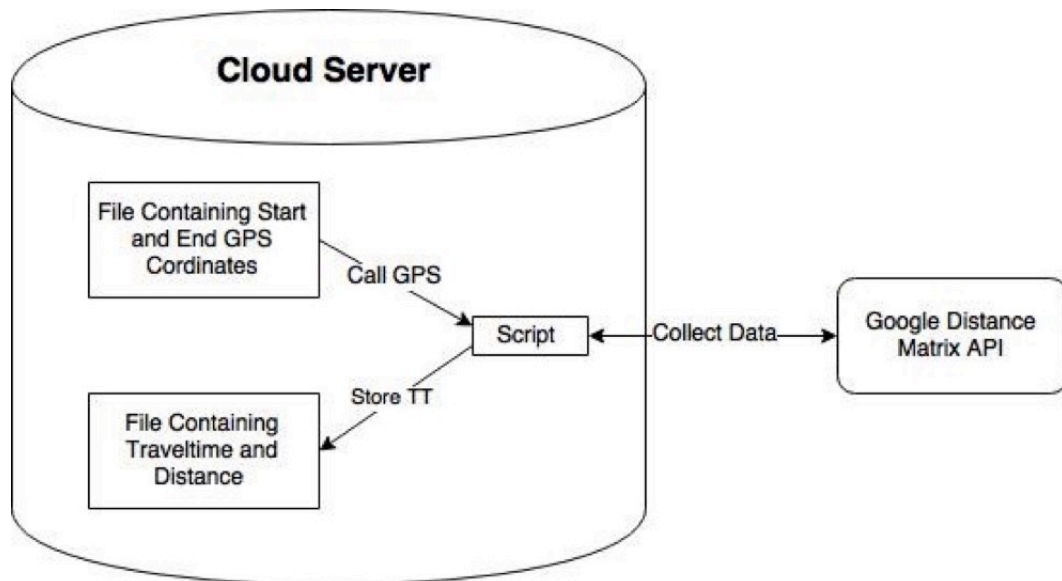 Cloud Server
File Containing Start
and End GPS
Cordinates
Call GPS
Script
Collect Data
Google Distance
Matrix API
Store TT
File Containing
Traveltime and
Distance